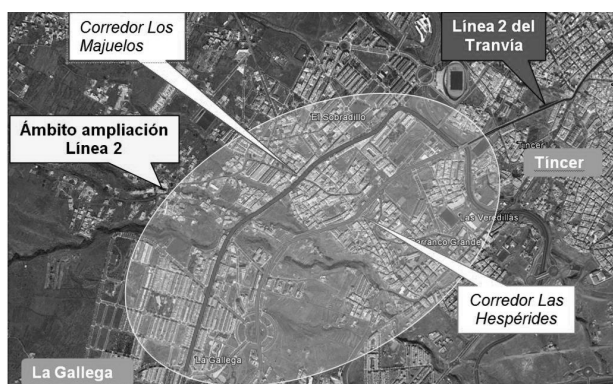 Corredor Los
Majuelos
Línea 2 del
Tranvía
El Sobradillo
Ámbito ampliación
Línea 2
Tincer
Tíncer
Las Veredillas
Barranco Grande
Corredor Las
Hespérides
La Gallega
La Gallega